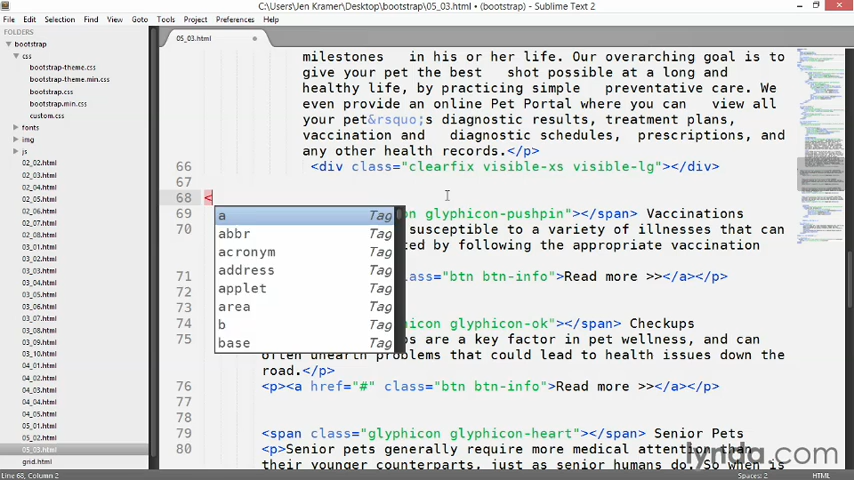 C:\Users\Jen Kramer\Desktop\bootstrap\05_03.html • (bootstrap) - Sublime Text 2
File Edit Selection Find View Goto Tools Project Preferences Help
FOLDERS
bootstrap
css
bootstrap-theme.css
bootstrap-theme.min.css
bootstrap.css
bootstrap.min.css
custom.css
fonts
img
js
02_02.html
02_03.html
02_04.html
02_05.html
02_06.html
02_07.html
02_08.html
02_09.html
03_01.html
03_02.html
03_03.html
03_04.html
03_05.html
03_06.html
03_07.html
03_08.html
03_09.html
03_10.html
04_01.html
04_02.html
04_03.html
04_04.html
04_05.html
05_01.html
05_02.html
05_03.html
grid.html
05_03.html
milestones   in his or her life. Our overarching goal is to
give your pet the best   shot possible at a long and
healthy life, by practicing simple   preventative care. We
even provide an online Pet Portal where you can   view all
your pet&rsquo;s diagnostic results, treatment plans,
vaccination and   diagnostic schedules,  prescriptions, and
any other health records.</p>
66 <div class="clearfix visible-xs visible-lg"></div>
67
68 <
69 on glyphicon-pushpin"></span> Vaccinations
70 susceptible to a variety of illnesses that can
ted by following the appropriate vaccination
71 ass="btn btn-info">Read more >></a></p>
72
73
74 icon glyphicon-ok"></span> Checkups
75 ps are a key factor in pet wellness, and can
often unearth problems that could lead to health issues down the
road.</p>
76 <p><a href="#" class="btn btn-info">Read more >></a></p>
77
78
79 <span class="glyphicon glyphicon-heart"></span> Senior Pets
80 <p>Senior pets generally require more medical attention than
their younger counterparts, just as senior humans do. So when is
a Tag
abbr Tag
acronym Tag
address Tag
applet Tag
area Tag
b Tag
base Tag
lynda.com
Line 68, Column 2
Spaces: 2
HTML